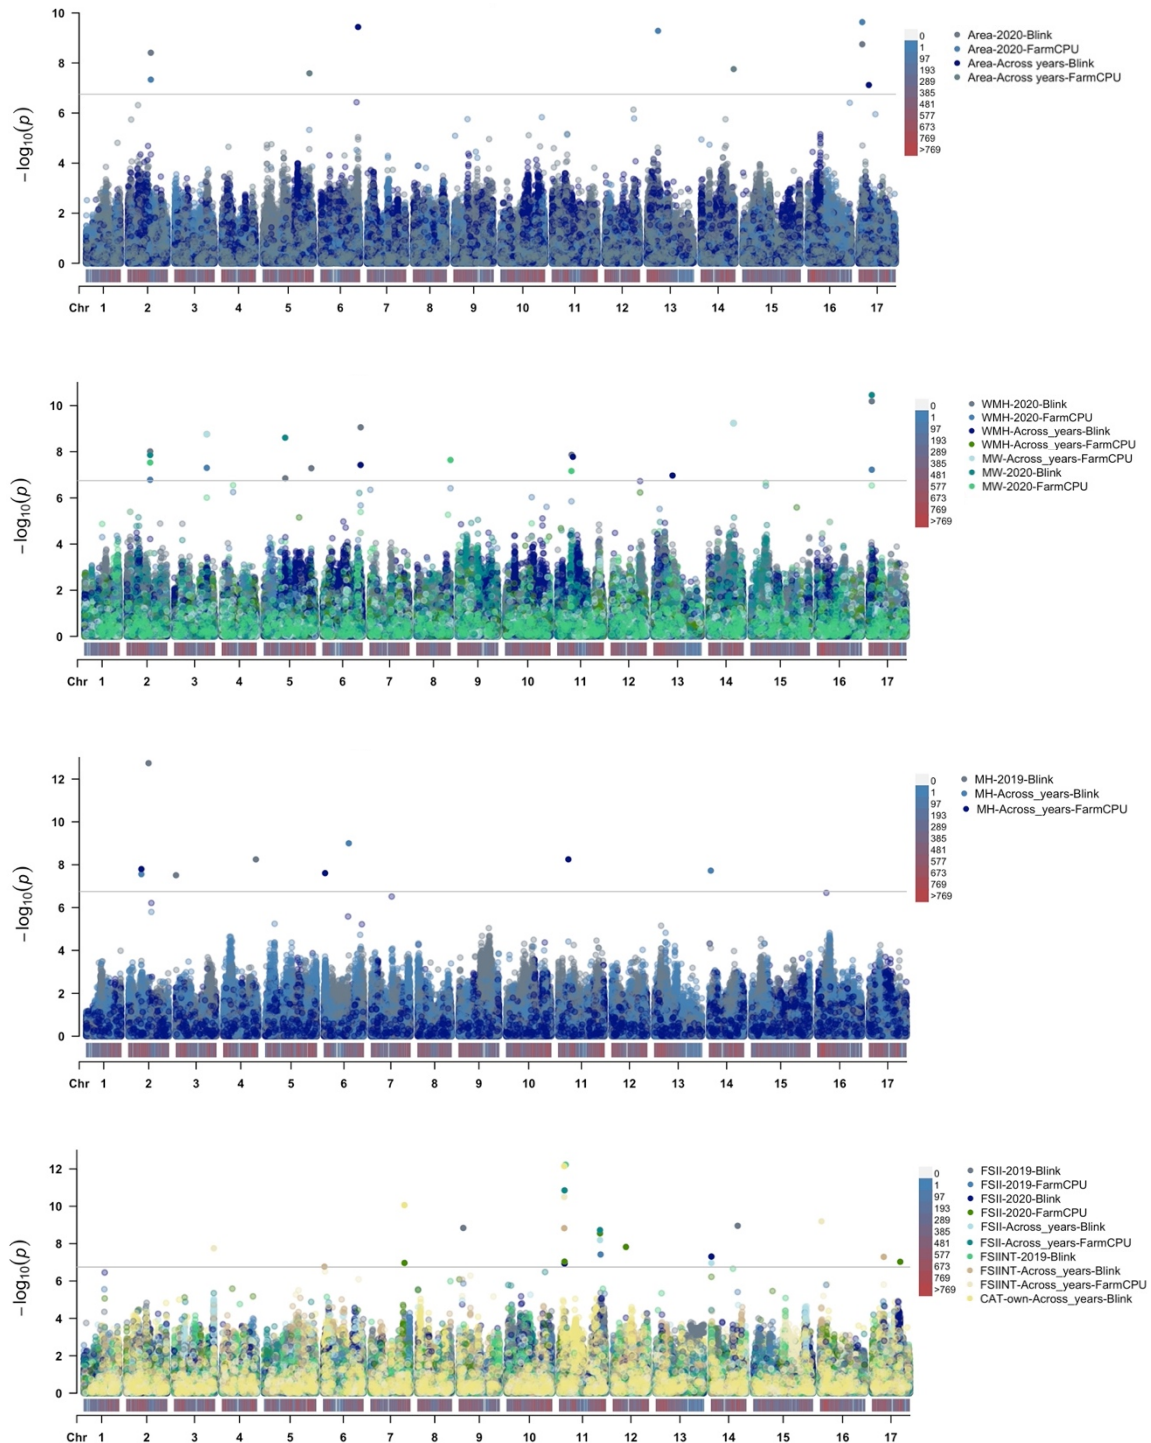 10
8
6
4
2
0
−log10(p)
Chr 1 2 3 4 5 6 7 8 9 10 11 12 13 14 15 16 17
0
1
97
193
289
385
481
577
673
769
>769
Area-2020-Blink
Area-2020-FarmCPU
Area-Across years-Blink
Area-Across years-FarmCPU
10
8
6
4
2
0
−log10(p)
Chr 1 2 3 4 5 6 7 8 9 10 11 12 13 14 15 16 17
0
1
97
193
289
385
481
577
673
769
>769
WMH-2020-Blink
WMH-2020-FarmCPU
WMH-Across_years-Blink
WMH-Across_years-FarmCPU
MW-Across_years-FarmCPU
MW-2020-Blink
MW-2020-FarmCPU
12
10
8
6
4
2
0
−log10(p)
Chr 1 2 3 4 5 6 7 8 9 10 11 12 13 14 15 16 17
0
1
97
193
289
385
481
577
673
769
>769
MH-2019-Blink
MH-Across_years-Blink
MH-Across_years-FarmCPU
12
10
8
6
4
2
0
−log10(p)
Chr 1 2 3 4 5 6 7 8 9 10 11 12 13 14 15 16 17
0
1
97
193
289
385
481
577
673
769
>769
FSII-2019-Blink
FSII-2019-FarmCPU
FSII-2020-Blink
FSII-2020-FarmCPU
FSII-Across_years-Blink
FSII-Across_years-FarmCPU
FSIINT-2019-Blink
FSIINT-Across_years-Blink
FSIINT-Across_years-FarmCPU
CAT-own-Across_years-Blink